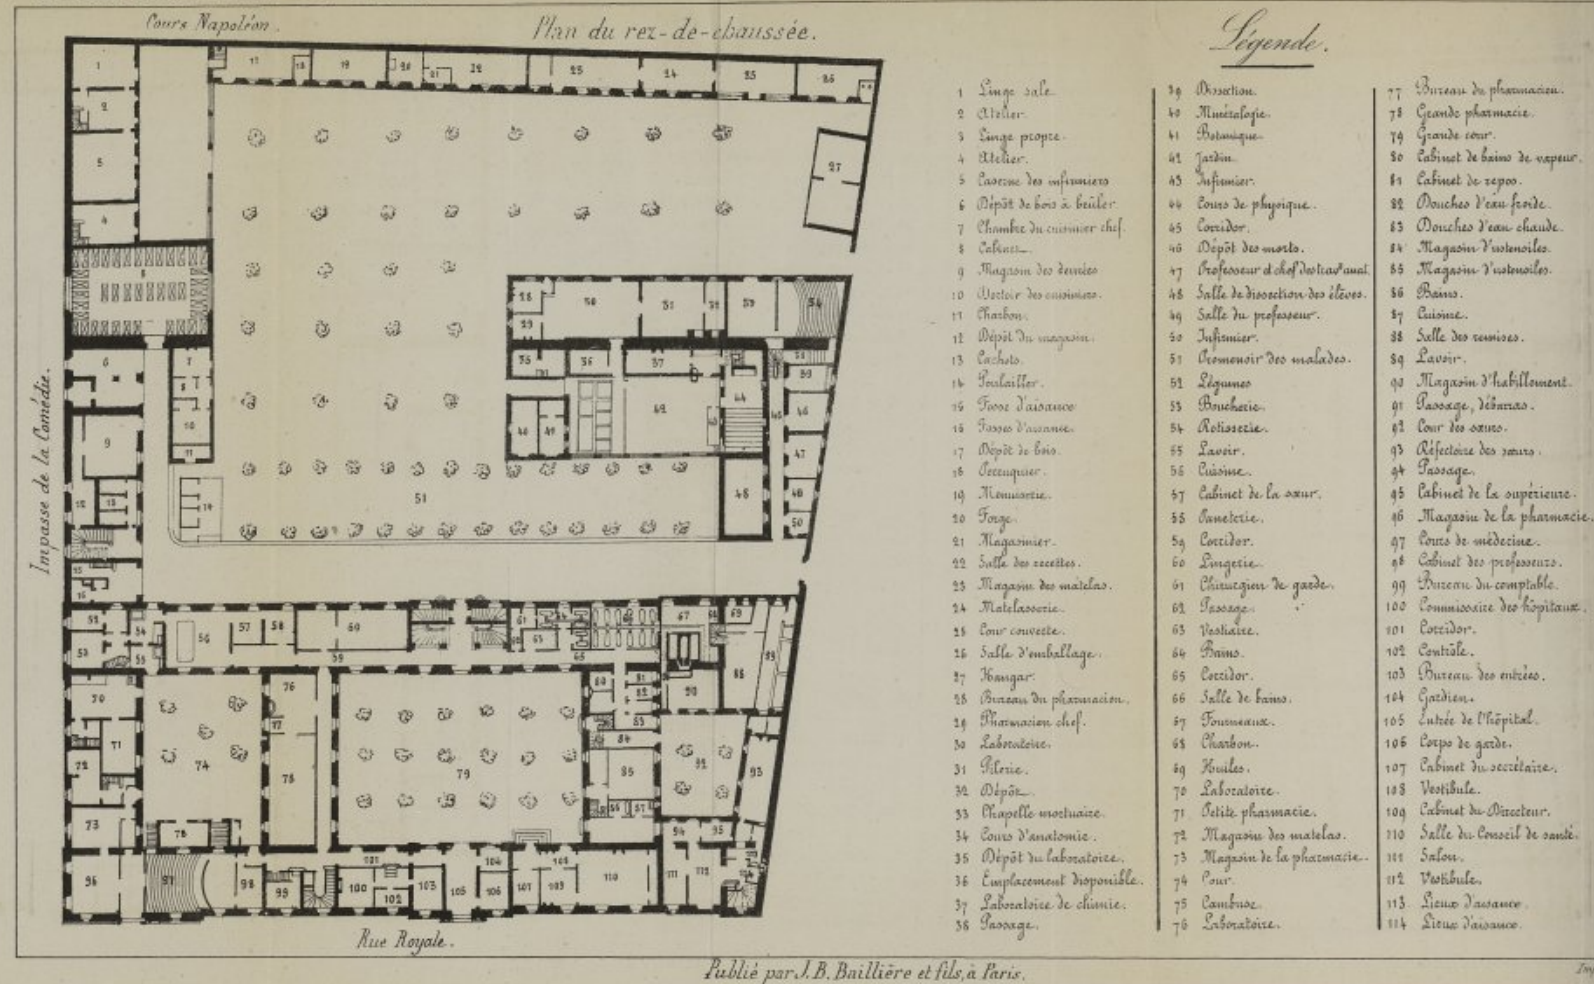 Cours Napoléon.
Plan du rez-de-chaussée.
Impasse de la Comédie.
Rue Royale.
Légende.
1 Linge sale.
2 Atelier.
3 Linge propre.
4 Atelier.
5 Caserne des infirmiers
6 Dépôt de bois à brûler.
7 Chambre du cuisinier chef.
8 Cabinet
9 Magasin des denrées
10 des cuisiniers.
11 Charbon.
12 Dépôt du magasin.
13 Cachots.
14 Poulailler.
15 Fosse d'aisance
16 Fosses d'aisance.
17 Dépôt de bois.
18 Perruquier.
19 Menuiserie.
20 Forge.
21 Magasinier.
22 Salle des recettes.
23 Magasin des matelas.
24 Matelasserie.
25 Cour couverte.
26 Salle d'emballage.
27 Hangar.
28 Bureau du pharmacien.
29 Pharmacien chef.
30 Laboratoire.
31 Pilerie.
32 Dépôt.
33 Chapelle mortuaire.
34 Cours d'anatomie.
35 Dépôt du laboratoire.
36 Emplacement disponible.
37 Laboratoire de chimie.
38 Passage.
39 Dissection.
40 Minéralogie.
41 Botanique
42 Jardin.
43 Infirmier.
44 Cours de physique.
45 Corridor.
46 Dépôt des morts.
47 Professeur et chef des travx anat.
48 Salle de dissection des élèves.
49 Salle du professeur.
50 Infirmier.
51 Promenoir des malades.
52 Légumes
53 Boucherie.
54 Rotisserie.
55 Lavoir.
56 Cuisine.
57 Cabinet de la sœur.
58 Paneterie.
59 Corridor.
60 Lingerie.
61 Chirurgien de garde.
62 Passage.
63 Vestiaire.
64 Bains.
65 Corridor.
66 Salle de bains.
67 Fourneaux.
68 Charbon.
69 Huiles.
70 Laboratoire.
71 Petite pharmacie.
72 Magasin des matelas.
73 Magasin de la pharmacie.
74 Cour.
75 Cambuse.
76 Laboratoire.
77 Bureau du pharmacien.
78 Grande pharmacie.
79 Grande cour.
80 Cabinet de bains de vapeur.
81 Cabinet de repos.
82 Douches d'eau froide.
83 Douches d'eau chaude.
84 Magasin d'ustensiles.
85 Magasin d'ustensiles.
86 Bains.
87 Cuisine.
88 Salle des remises.
89 Lavoir.
90 Magasin d'habillement.
91 Passage, débarras.
92 Cour des sœurs.
93 Réfectoire des sœurs.
94 Passage.
95 Cabinet de la supérieure.
96 Magasin de la pharmacie.
97 Cours de médecine.
98 Cabinet des professeurs.
99 Bureau du comptable.
100 Commissaire des hôpitaux.
101 Corridor.
102 Contrôle.
103 Bureau des entrées.
104 Gardien.
105 Entrée de l'hôpital.
106 Corps de garde.
107 Cabinet du secrétaire.
108 Vestibule.
109 Cabinet du Directeur.
110 Salle du Conseil de santé.
111 Salon.
112 Vestibule.
113 Lieux d'aisance.
114 Lieux d'aisance.
Publié par J.B. Baillière et fils, à Paris.